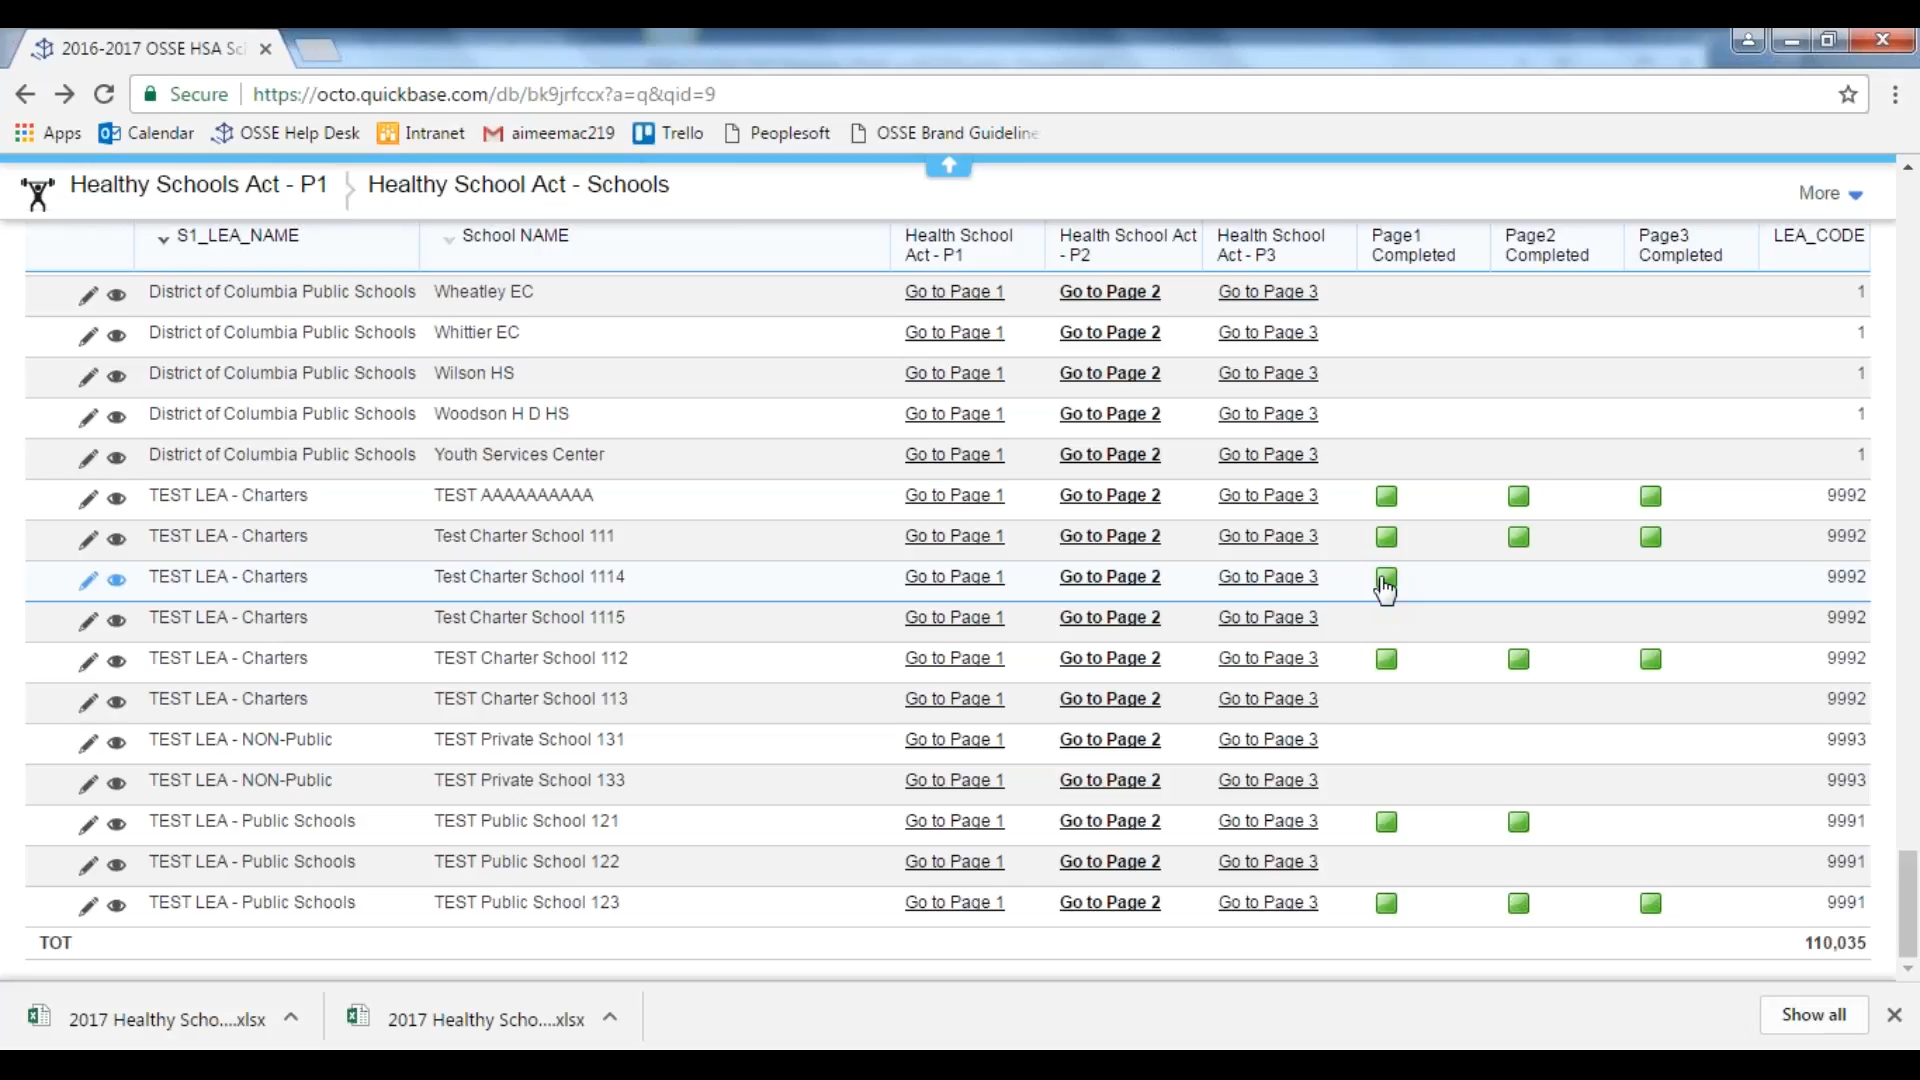 2016-2017 OSSE HSA Sc
Secure https://octo.quickbase.com/db/bk9jrfccx?a=q&qid=9
Apps Calendar OSSE Help Desk Intranet aimeemac219 Trello Peoplesoft OSSE Brand Guideline
Healthy Schools Act - P1 Healthy School Act - Schools More
S1_LEA_NAME School NAME Health School Act - P1 Health School Act - P2 Health School Act - P3 Page1 Completed Page2 Completed Page3 Completed LEA_CODE
District of Columbia Public Schools Wheatley EC Go to Page 1 Go to Page 2 Go to Page 3 1
District of Columbia Public Schools Whittier EC Go to Page 1 Go to Page 2 Go to Page 3 1
District of Columbia Public Schools Wilson HS Go to Page 1 Go to Page 2 Go to Page 3 1
District of Columbia Public Schools Woodson H D HS Go to Page 1 Go to Page 2 Go to Page 3 1
District of Columbia Public Schools Youth Services Center Go to Page 1 Go to Page 2 Go to Page 3 1
TEST LEA - Charters TEST AAAAAAAAAA Go to Page 1 Go to Page 2 Go to Page 3 9992
TEST LEA - Charters Test Charter School 111 Go to Page 1 Go to Page 2 Go to Page 3 9992
TEST LEA - Charters Test Charter School 1114 Go to Page 1 Go to Page 2 Go to Page 3 9992
TEST LEA - Charters Test Charter School 1115 Go to Page 1 Go to Page 2 Go to Page 3 9992
TEST LEA - Charters TEST Charter School 112 Go to Page 1 Go to Page 2 Go to Page 3 9992
TEST LEA - Charters TEST Charter School 113 Go to Page 1 Go to Page 2 Go to Page 3 9992
TEST LEA - NON-Public TEST Private School 131 Go to Page 1 Go to Page 2 Go to Page 3 9993
TEST LEA - NON-Public TEST Private School 133 Go to Page 1 Go to Page 2 Go to Page 3 9993
TEST LEA - Public Schools TEST Public School 121 Go to Page 1 Go to Page 2 Go to Page 3 9991
TEST LEA - Public Schools TEST Public School 122 Go to Page 1 Go to Page 2 Go to Page 3 9991
TEST LEA - Public Schools TEST Public School 123 Go to Page 1 Go to Page 2 Go to Page 3 9991
TOT 110,035
2017 Healthy Scho....xlsx 2017 Healthy Scho....xlsx Show all